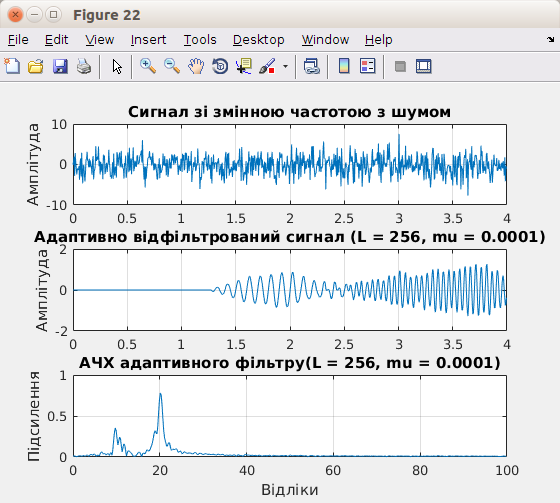 Figure 22
File Edit View Insert Tools Desktop Window Help
Сигнал зі змінною частотою з шумом
Амплітуда
10
0
-10
0 0.5 1 1.5 2 2.5 3 3.5 4
Адаптивно відфільтрований сигнал (L = 256, mu = 0.0001)
Амплітуда
2
0
-2
0 0.5 1 1.5 2 2.5 3 3.5 4
АЧХ адаптивного фільтру(L = 256, mu = 0.0001)
Підсилення
1
0.5
0
0 20 40 60 80 100
Відліки